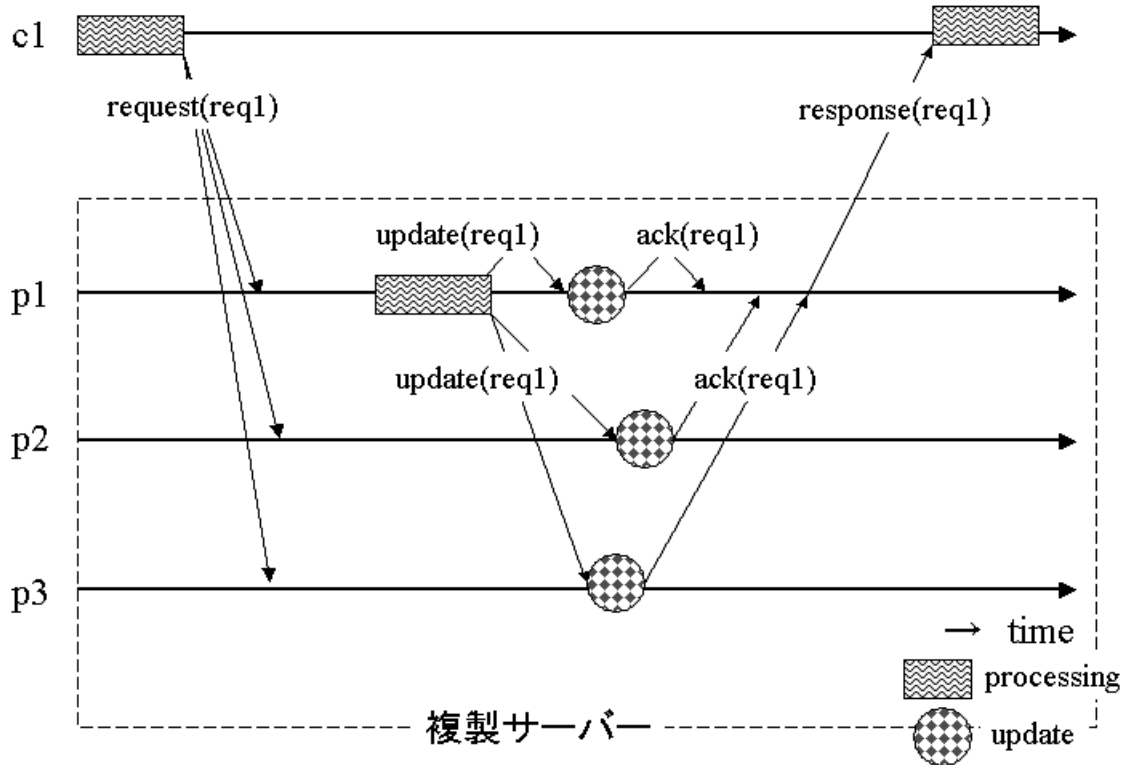 c1
request(req1)
response(req1)
update(req1)
ack(req1)
p1
update(req1)
ack(req1)
p2
p3
time
processing
update
複製サーバー